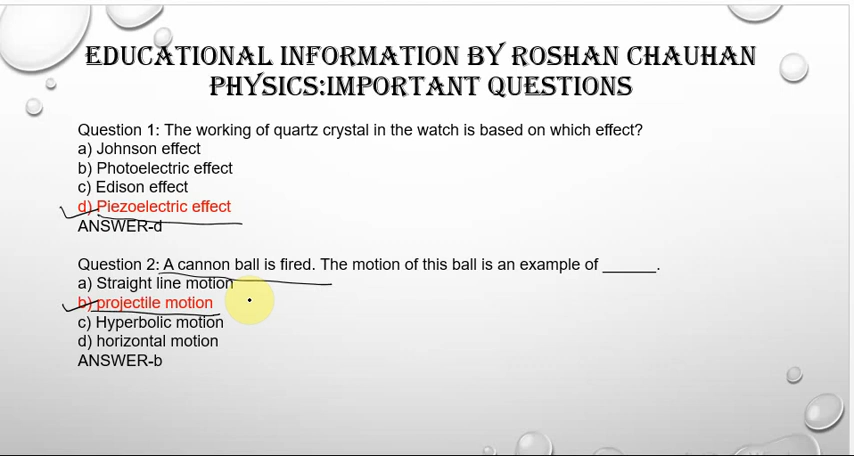 EDUCATIONAL INFORMATION BY ROSHAN CHAUHAN
PHYSICS:IMPORTANT QUESTIONS
Question 1: The working of quartz crystal in the watch is based on which effect?
a) Johnson effect
b) Photoelectric effect
c) Edison effect
d) Piezoelectric effect
ANSWER-d
Question 2: A cannon ball is fired. The motion of this ball is an example of ______.
a) Straight line motion
b) projectile motion
c) Hyperbolic motion
d) horizontal motion
ANSWER-b